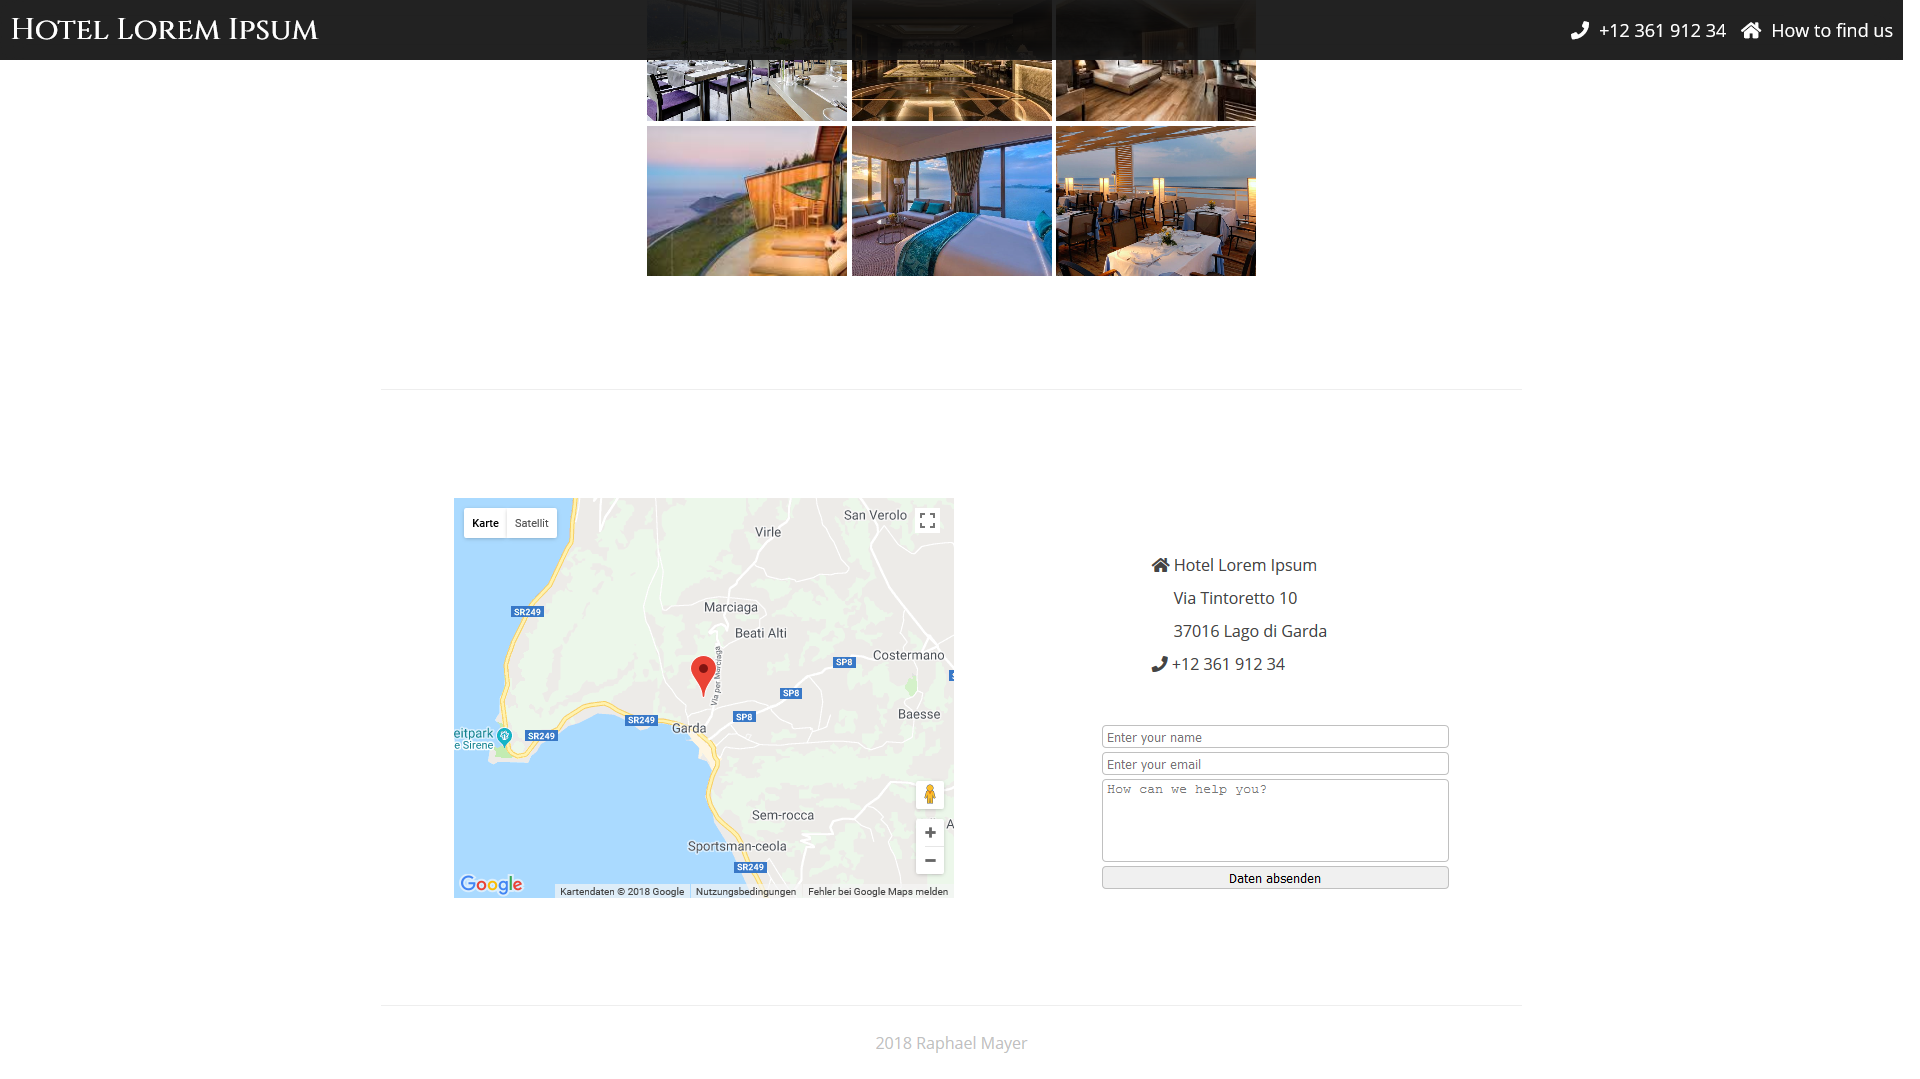 Hotel Lorem Ipsum
+12 361 912 34
How to find us
Karte
Satellit
San Verolo
Virle
SR249
Marciaga
Beati Alti
Costermano
SP8
Via per Marciaga
SP8
Baesse
SP8
SR249
Garda
SR249
eitpark
e Sirene
Sem-rocca
A
Sportsman-ceola
SR249
Google
Kartendaten © 2018 Google
Nutzungsbedingungen
Fehler bei Google Maps melden
Hotel Lorem Ipsum
Via Tintoretto 10
37016 Lago di Garda
+12 361 912 34
Enter your name
Enter your email
How can we help you?
Daten absenden
2018 Raphael Mayer